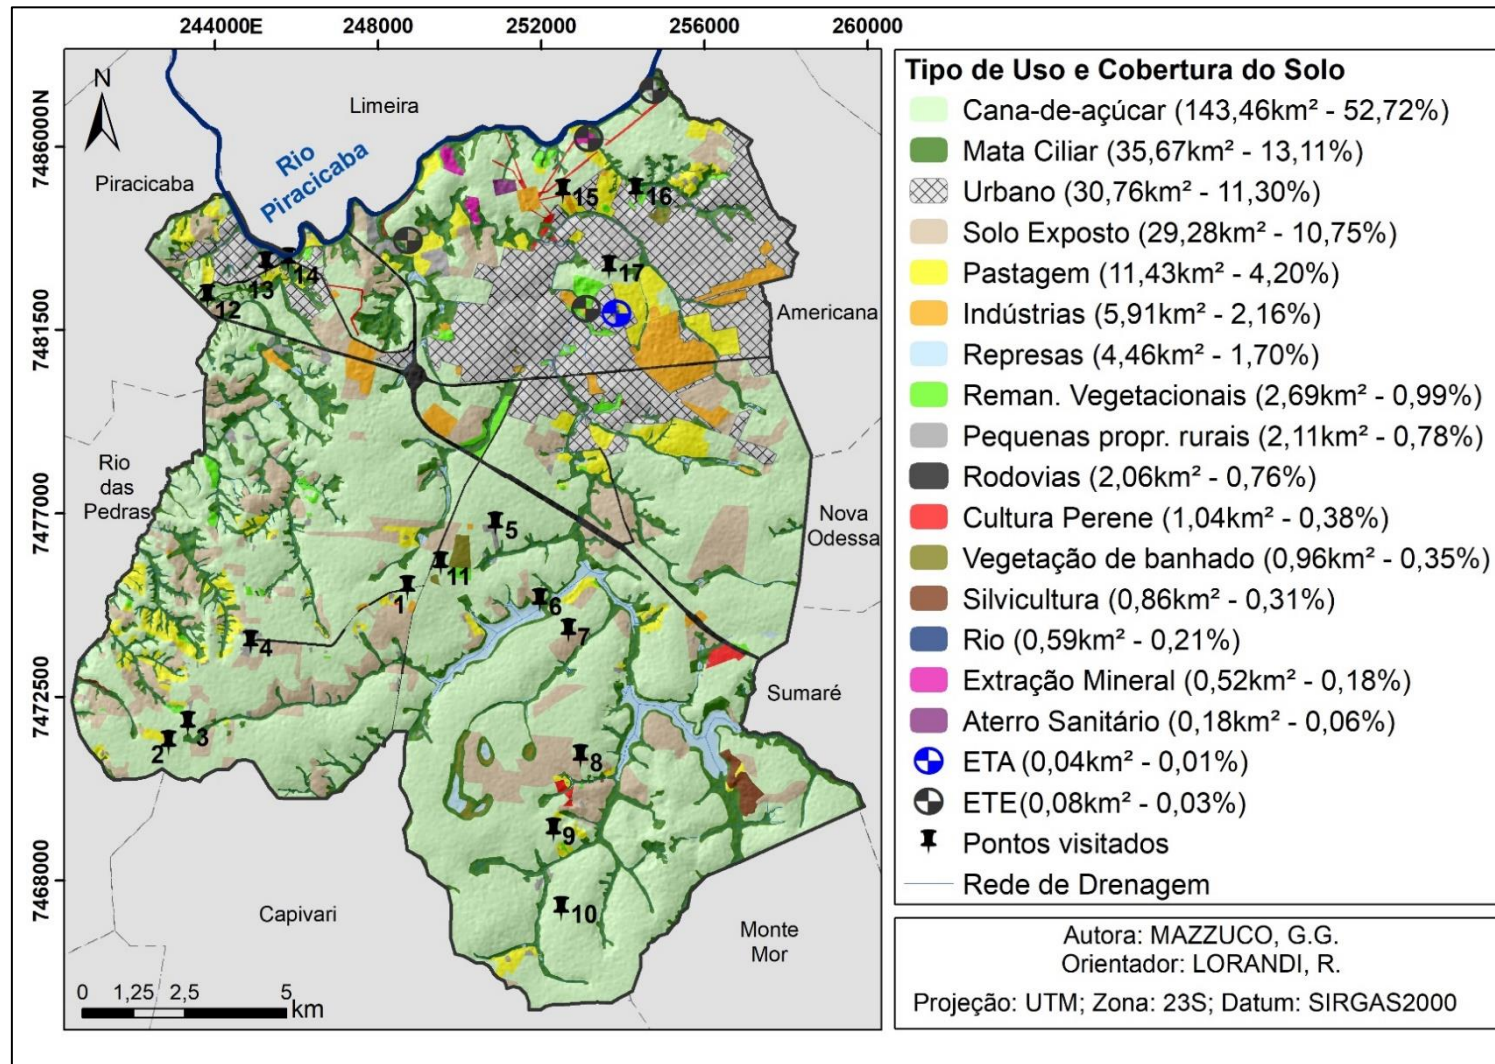 244000E 248000 252000 256000 260000
7486000N
7481500
7477000
7472500
7468000
N
Limeira
Rio
Piracicaba
Piracicaba
Americana
Rio
das
Pedras
Nova
Odessa
Sumaré
Capivari
Monte
Mor
15
16
17
14
13
12
5
11
1
6
7
4
3
2
8
9
10
0 1,25 2,5 5
km
Tipo de Uso e Cobertura do Solo
Cana-de-açúcar (143,46km² - 52,72%)
Mata Ciliar (35,67km² - 13,11%)
Urbano (30,76km² - 11,30%)
Solo Exposto (29,28km² - 10,75%)
Pastagem (11,43km² - 4,20%)
Indústrias (5,91km² - 2,16%)
Represas (4,46km² - 1,70%)
Reman. Vegetacionais (2,69km² - 0,99%)
Pequenas propr. rurais (2,11km² - 0,78%)
Rodovias (2,06km² - 0,76%)
Cultura Perene (1,04km² - 0,38%)
Vegetação de banhado (0,96km² - 0,35%)
Silvicultura (0,86km² - 0,31%)
Rio (0,59km² - 0,21%)
Extração Mineral (0,52km² - 0,18%)
Aterro Sanitário (0,18km² - 0,06%)
ETA (0,04km² - 0,01%)
ETE(0,08km² - 0,03%)
Pontos visitados
Rede de Drenagem
Autora: MAZZUCO, G.G.
Orientador: LORANDI, R.
Projeção: UTM; Zona: 23S; Datum: SIRGAS2000